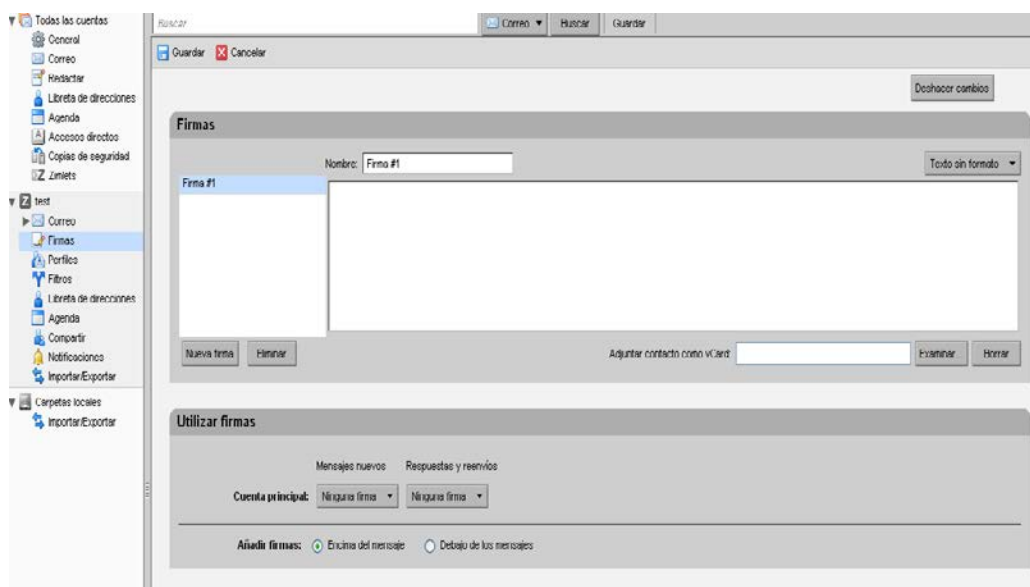 Todas las cuentas
General
Correo
Redactar
Libreta de direcciones
Agenda
Accesos directos
Copias de seguridad
Zimlets
test
Correo
Firmas
Perfiles
Filtros
Libreta de direcciones
Agenda
Compartir
Notificaciones
Importar/Exportar
Carpetas locales
Importar/Exportar
Buscar Correo Buscar Guardar
Guardar Cancelar
Deshacer cambios
Firmas
Nombre: Firma #1 Texto sin formato
Firma #1
Nueva firma Eliminar Adjuntar contacto como vCard: Examinar Borrar
Utilizar firmas
Mensajes nuevos Respuestas y reenvíos
Cuenta principal: Ninguna firma Ninguna firma
Añadir firmas: Encima del mensaje Debajo de los mensajes